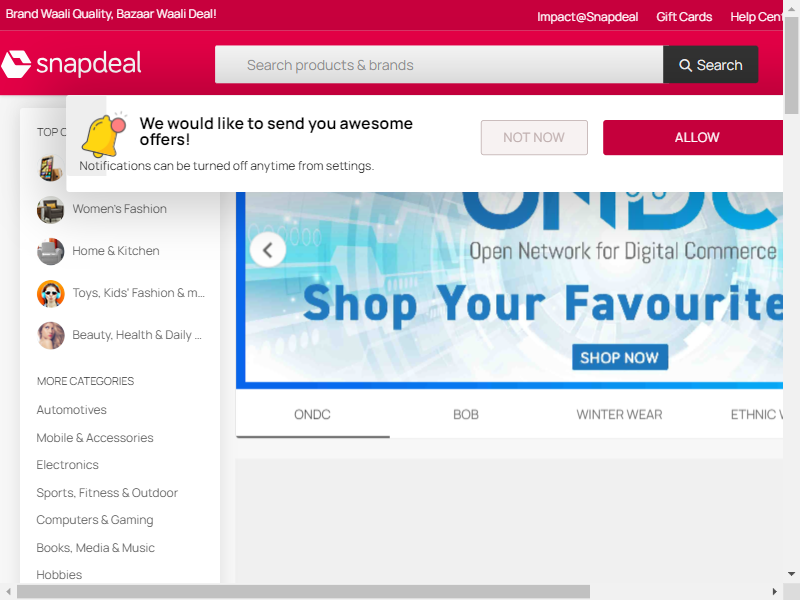 Brand Waali Quality, Bazaar Waali Deal!
Impact@Snapdeal
Gift Cards
Help Cent
snapdeal
Search products & brands
Search
TOP C
We would like to send you awesome
offers!
Notifications can be turned off anytime from settings.
NOT NOW
ALLOW
Women's Fashion
Home & Kitchen
Toys, Kids' Fashion & m...
Beauty, Health & Daily ...
MORE CATEGORIES
Automotives
Mobile & Accessories
Electronics
Sports, Fitness & Outdoor
Computers & Gaming
Books, Media & Music
Hobbies
ONDC
Open Network for Digital Commerce
Shop Your Favourite
SHOP NOW
ONDC
BOB
WINTER WEAR
ETHNIC W